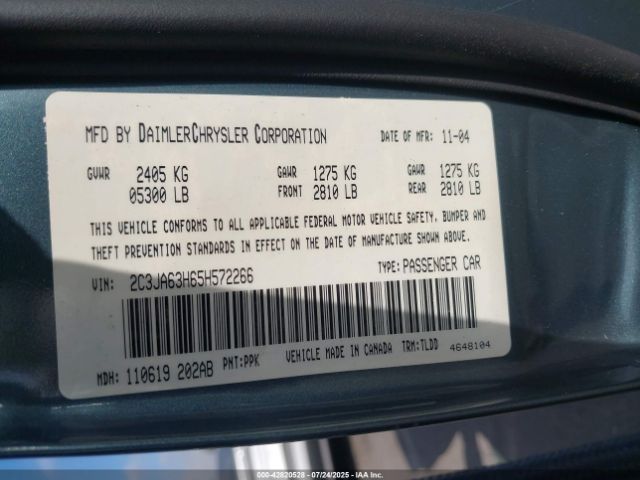 MFD BY DAIMLERCHRYSLER CORPORATION DATE OF MFR: 11-04
GVWR 2405 KG GAWR 1275 KG GAWR 1275 KG
05300 LB FRONT 2810 LB REAR 2810 LB
THIS VEHICLE CONFORMS TO ALL APPLICABLE FEDERAL MOTOR VEHICLE SAFETY, BUMPER AND
THEFT PREVENTION STANDARDS IN EFFECT ON THE DATE OF MANUFACTURE SHOWN ABOVE.
VIN: 2C3JA63H65H572266 TYPE: PASSENGER CAR
MDH: 110619 202AB PNT: PPK VEHICLE MADE IN CANADA TRM: TLDD 4648104
000-42820528 - 07/24/2025 - IAAI.com